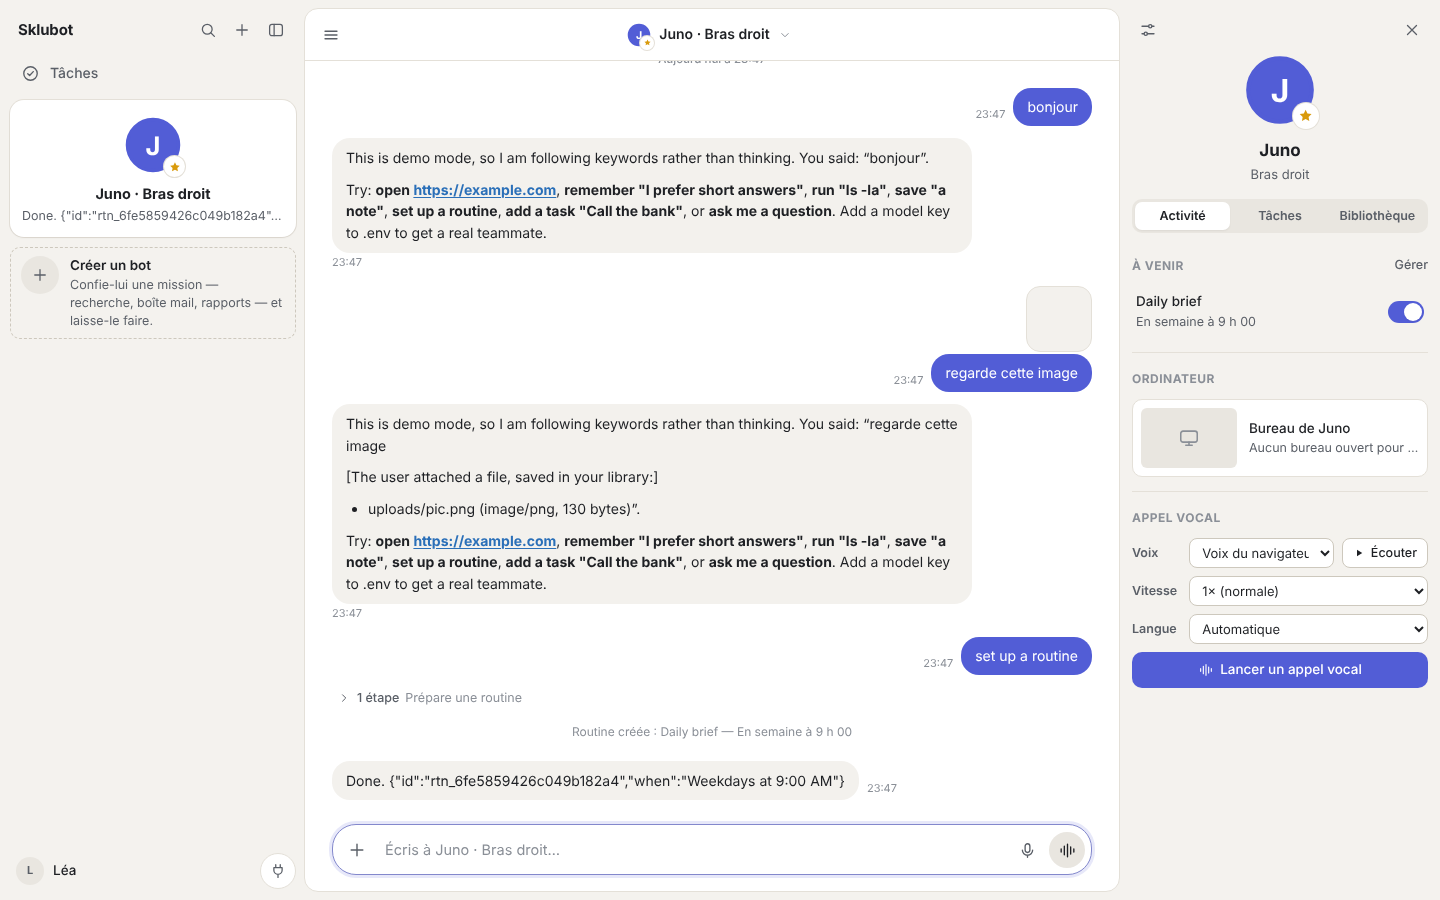 Sklubot
Tâches
J
Juno · Bras droit
Done. {"id":"rtn_6fe5859426c049b182a4"...
Créer un bot
Confie-lui une mission —
recherche, boîte mail, rapports — et
laisse-le faire.
L
Léa
J
Juno · Bras droit
bonjour
23:47
This is demo mode, so I am following keywords rather than thinking. You said: “bonjour”.
Try: open https://example.com, remember "I prefer short answers", run "ls -la", save "a
note", set up a routine, add a task "Call the bank", or ask me a question. Add a model key
to .env to get a real teammate.
23:47
regarde cette image
23:47
This is demo mode, so I am following keywords rather than thinking. You said: “regarde cette
image
[The user attached a file, saved in your library:]
• uploads/pic.png (image/png, 130 bytes)”.
Try: open https://example.com, remember "I prefer short answers", run "ls -la", save "a
note", set up a routine, add a task "Call the bank", or ask me a question. Add a model key
to .env to get a real teammate.
23:47
set up a routine
23:47
1 étape Prépare une routine
Routine créée : Daily brief — En semaine à 9 h 00
Done. {"id":"rtn_6fe5859426c049b182a4","when":"Weekdays at 9:00 AM"}
23:47
Écris à Juno · Bras droit...
J
Juno
Bras droit
Activité
Tâches
Bibliothèque
À VENIR
Gérer
Daily brief
En semaine à 9 h 00
ORDINATEUR
Bureau de Juno
Aucun bureau ouvert pour ...
APPEL VOCAL
Voix
Voix du navigateu
Écouter
Vitesse
1× (normale)
Langue
Automatique
Lancer un appel vocal